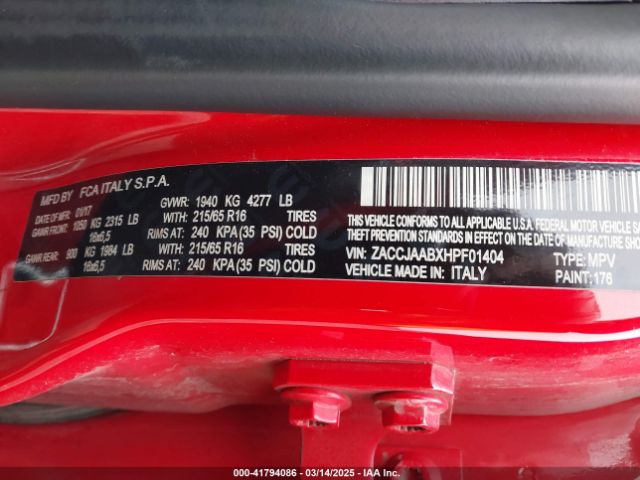 MFD BY FCA ITALY S.P.A.
DATE OF MFG: 01/17 GVWR: 1940 KG 4277 LB
GAWR FRONT: 1050 KG 2315 LB WITH: 215/65 R16 TIRES
16x6,5 RIMS AT: 240 KPA(35 PSI) COLD
GAWR REAR: 900 KG 1984 LB WITH: 215/65 R16 TIRES
16x6,5 RIMS AT: 240 KPA(35 PSI) COLD
THIS VEHICLE CONFORMS TO ALL APPLICABLE U.S.A. FEDERAL MOTOR VEHICLE SA
THEFT PREVENTION STANDARDS IN EFFECT ON THE DATE OF MANUFACTURE SHO
VIN: ZACCJAABXHPF01404 TYPE: MPV
VEHICLE MADE IN ITALY PAINT: 176
00-41794086 - 03/14/2025 - IAA Inc.